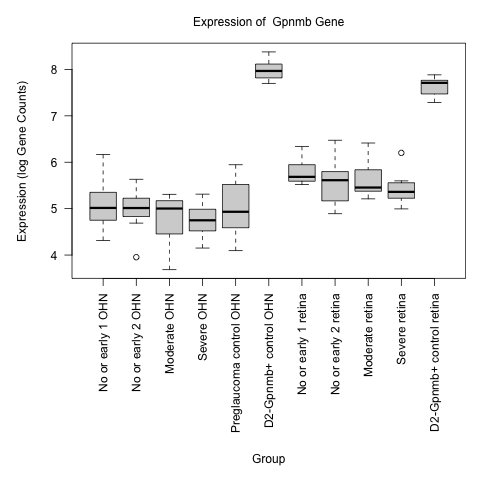 Expression of  Gpnmb Gene
Expression (log Gene Counts)
8
7
6
5
4
No or early 1 OHN
No or early 2 OHN
Moderate OHN
Severe OHN
Preglaucoma control OHN
D2-Gpnmb+ control OHN
No or early 1 retina
No or early 2 retina
Moderate retina
Severe retina
D2-Gpnmb+ control retina
Group